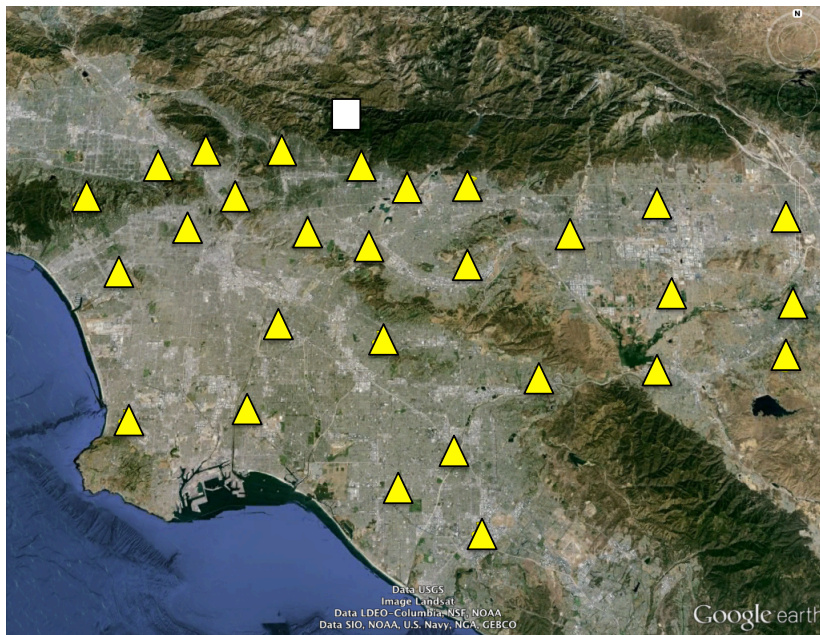 N
Data USGS
Image Landsat
Data LDEO-Columbia, NSF, NOAA
Data SIO, NOAA, U.S. Navy, NGA, GEBCO
Google earth